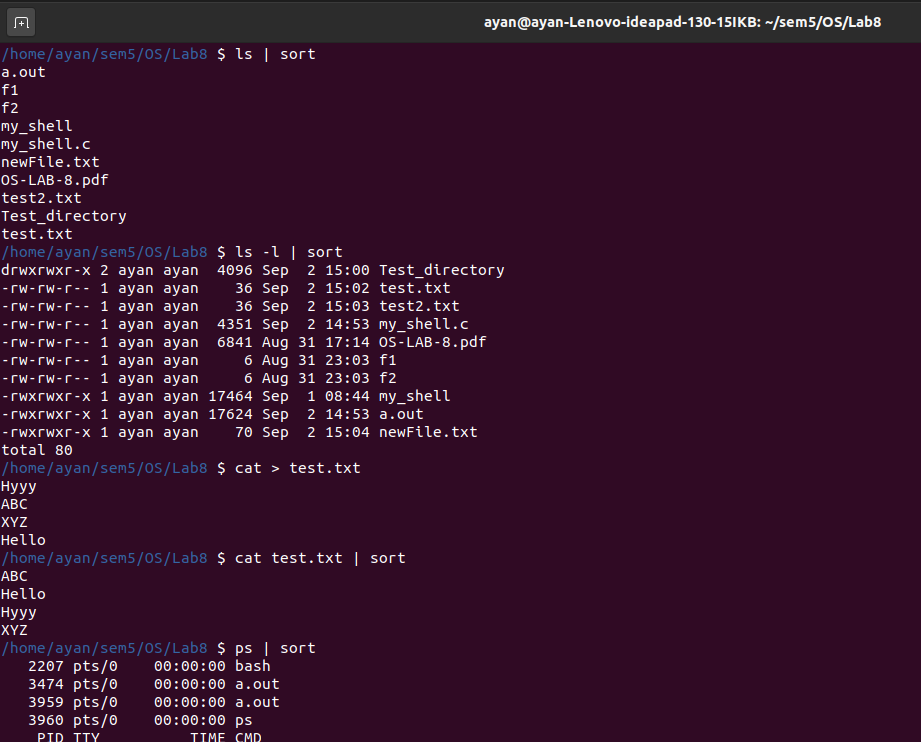 ayan@ayan-Lenovo-ideapad-130-15IKB: ~/sem5/OS/Lab8
/home/ayan/sem5/OS/Lab8 $ ls | sort
a.out
f1
f2
my_shell
my_shell.c
newFile.txt
OS-LAB-8.pdf
test2.txt
Test_directory
test.txt
/home/ayan/sem5/OS/Lab8 $ ls -l | sort
drwxrwxr-x 2 ayan ayan  4096 Sep  2 15:00 Test_directory
-rw-rw-r-- 1 ayan ayan    36 Sep  2 15:02 test.txt
-rw-rw-r-- 1 ayan ayan    36 Sep  2 15:03 test2.txt
-rw-rw-r-- 1 ayan ayan  4351 Sep  2 14:53 my_shell.c
-rw-rw-r-- 1 ayan ayan  6841 Aug 31 17:14 OS-LAB-8.pdf
-rw-rw-r-- 1 ayan ayan     6 Aug 31 23:03 f1
-rw-rw-r-- 1 ayan ayan     6 Aug 31 23:03 f2
-rwxrwxr-x 1 ayan ayan 17464 Sep  1 08:44 my_shell
-rwxrwxr-x 1 ayan ayan 17624 Sep  2 14:53 a.out
-rwxrwxr-x 1 ayan ayan    70 Sep  2 15:04 newFile.txt
total 80
/home/ayan/sem5/OS/Lab8 $ cat > test.txt
Hyyy
ABC
XYZ
Hello
/home/ayan/sem5/OS/Lab8 $ cat test.txt | sort
ABC
Hello
Hyyy
XYZ
/home/ayan/sem5/OS/Lab8 $ ps | sort
   2207 pts/0    00:00:00 bash
   3474 pts/0    00:00:00 a.out
   3959 pts/0    00:00:00 a.out
   3960 pts/0    00:00:00 ps
    PID TTY          TIME CMD